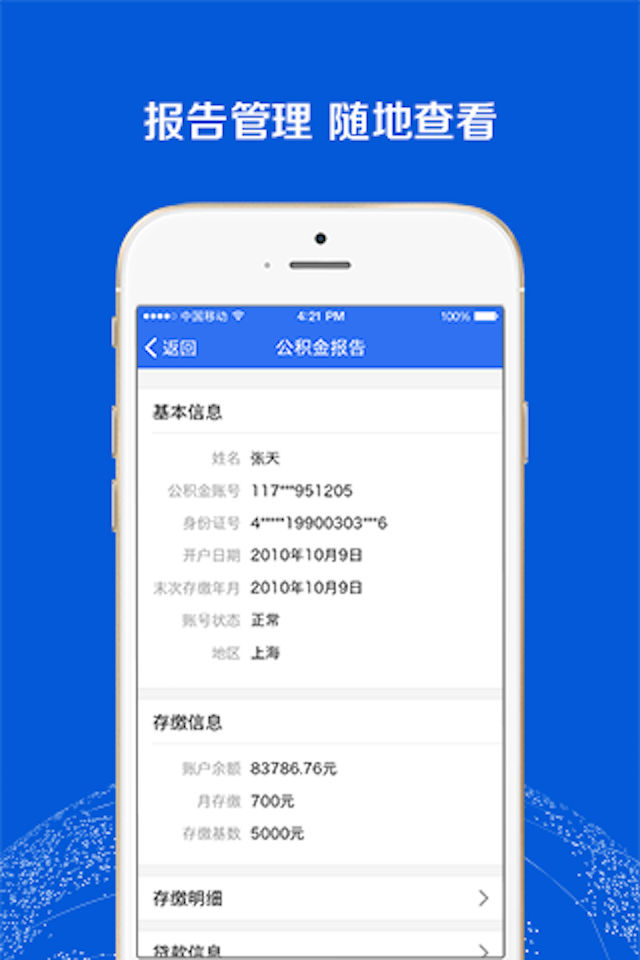 报告管理 随地查看
中国移动 4:21 PM 100%
返回 公积金报告
基本信息
姓名 张天
公积金账号 117***951205
身份证号 4*****19900303***6
开户日期 2010年10月9日
末次存缴年月 2010年10月9日
账号状态 正常
地区 上海
存缴信息
账户余额 83786.76元
月存缴 700元
存缴基数 5000元
存缴明细
贷款信息